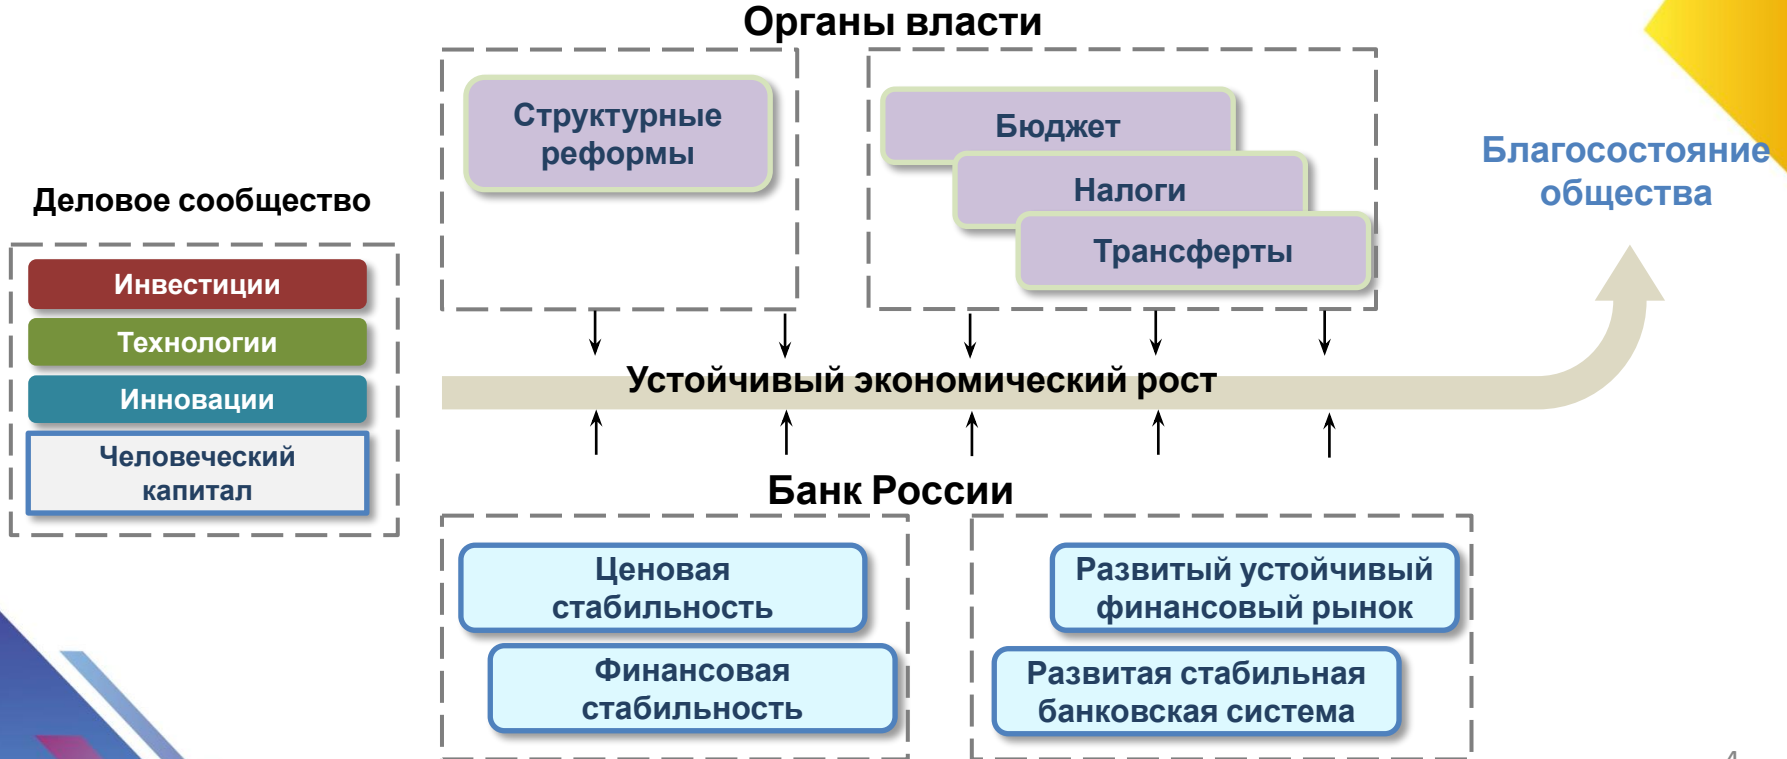 Органы власти
Структурные
реформы
Бюджет
Налоги
Трансферты
Благосостояние
общества
Деловое сообщество
Инвестиции
Технологии
Инновации
Человеческий
капитал
Устойчивый экономический рост
Банк России
Ценовая
стабильность
Финансовая
стабильность
Развитый устойчивый
финансовый рынок
Развитая стабильная
банковская система
4